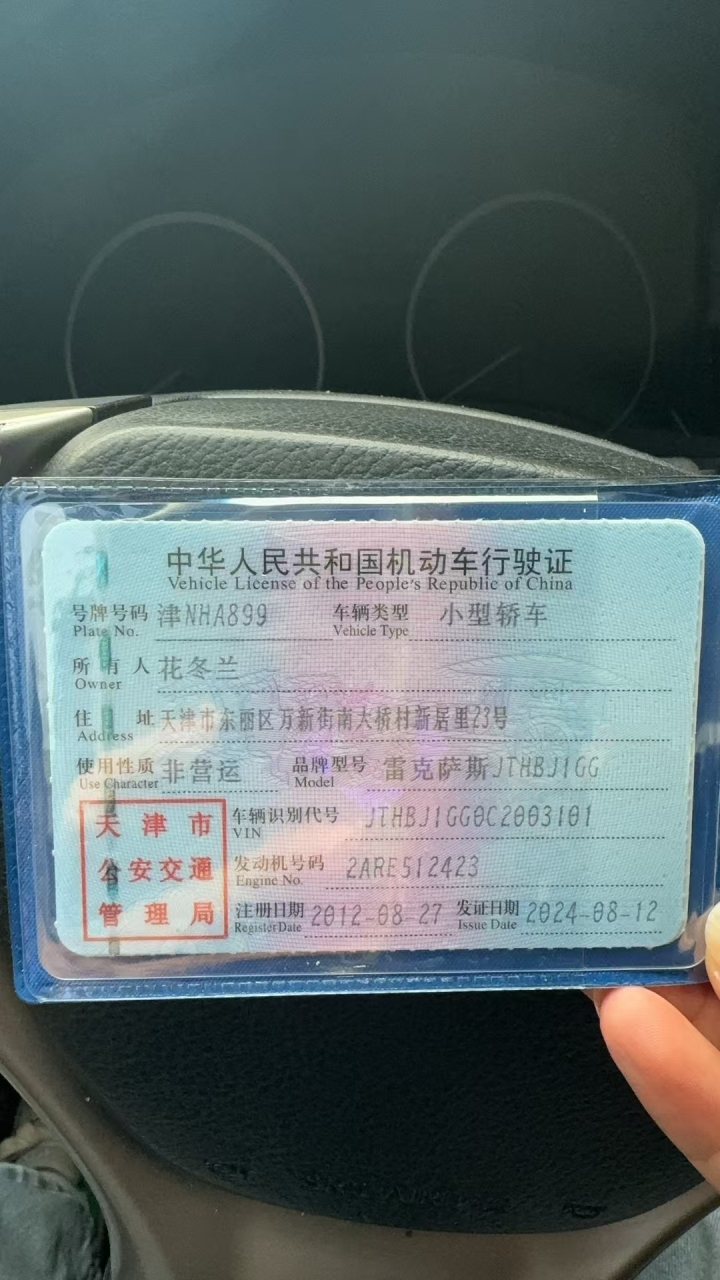 中华人民共和国机动车行驶证
Vehicle License of the People's Republic of China
号牌号码 津NHA899 车辆类型 小型轿车
Plate No. Vehicle Type
所有人 花冬兰
Owner
住址 天津市东丽区万新街南大桥村新居里23号
Address
使用性质 非营运 品牌型号 雷克萨斯JTHBJ1GG
Use Character Model
天津市
公安交通
管理局
车辆识别代号 JTHBJ1GG0C2003101
VIN
发动机号码 2ARE512423
Engine No.
注册日期 2012-08-27 发证日期 2024-08-12
Register Date Issue Date